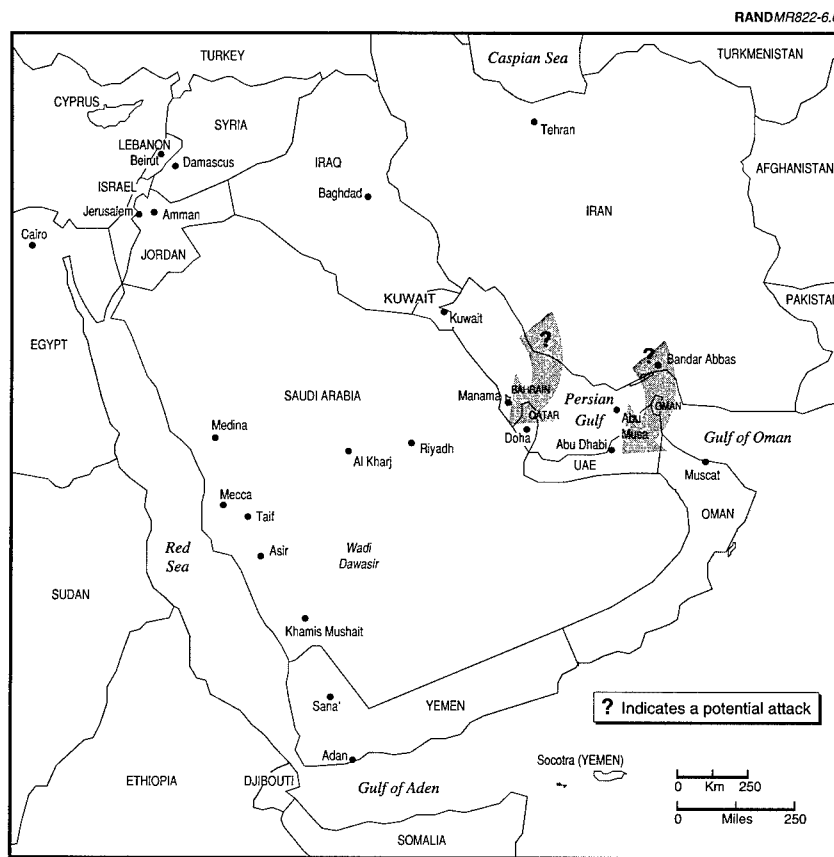 RANDMR822-6.
TURKEY
Caspian Sea
TURKMENISTAN
CYPRUS
SYRIA
Tehran
LEBANON
Beirut
Damascus
IRAQ
AFGHANISTAN
ISRAEL
Baghdad
Jerusalem
Amman
IRAN
Cairo
JORDAN
KUWAIT
PAKISTAN
Kuwait
EGYPT
?
?
Bandar Abbas
SAUDI ARABIA
BAHRAIN
Manama
Persian
Gulf
OMAN
QATAR
Abu
Musa
Medina
Doha
Gulf of Oman
Riyadh
Abu Dhabi
Al Kharj
UAE
Muscat
Mecca
Taif
OMAN
Red
Sea
Asir
Wadi
Dawasir
SUDAN
Khamis Mushait
Sana'
YEMEN
? Indicates a potential attack
Adan
Socotra (YEMEN)
ETHIOPIA
DJIBOUTI
Gulf of Aden
0 Km 250
0 Miles 250
SOMALIA